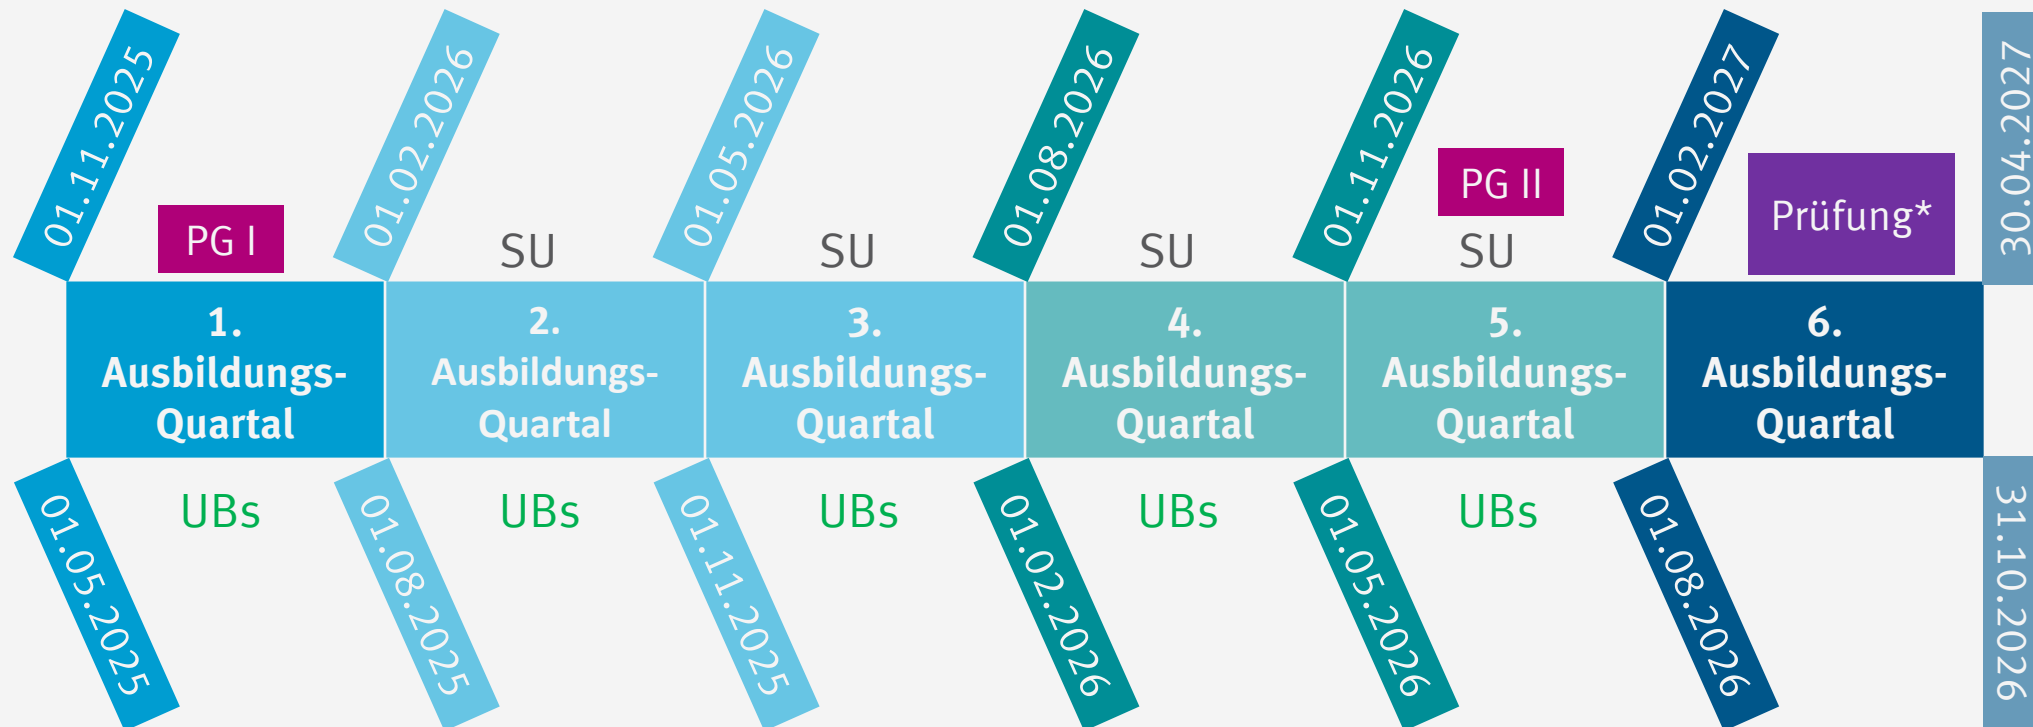 01.11.2025
01.02.2026
01.05.2026
01.08.2026
01.11.2026
01.02.2027
30.04.2027
PG I
SU
SU
SU
PG II
SU
Prüfung*
1.
Ausbildungs-
Quartal
2.
Ausbildungs-
Quartal
3.
Ausbildungs-
Quartal
4.
Ausbildungs-
Quartal
5.
Ausbildungs-
Quartal
6.
Ausbildungs-
Quartal
UBs
UBs
UBs
UBs
UBs
01.05.2025
01.08.2025
01.11.2025
01.02.2026
01.05.2026
01.08.2026
31.10.2026